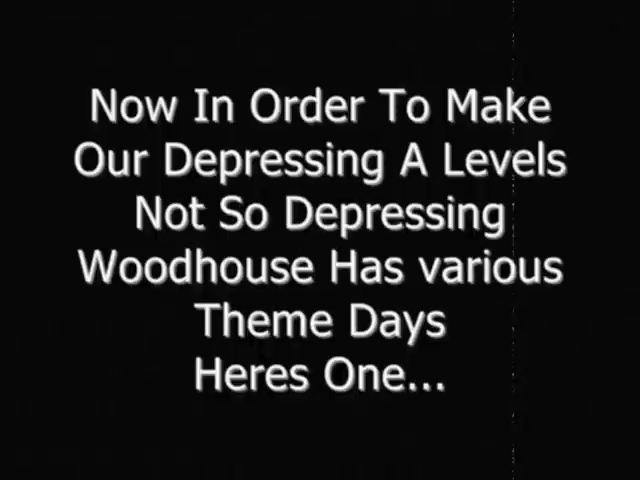 Now In Order To Make
Our Depressing A Levels
Not So Depressing
Woodhouse Has various
Theme Days
Heres One...